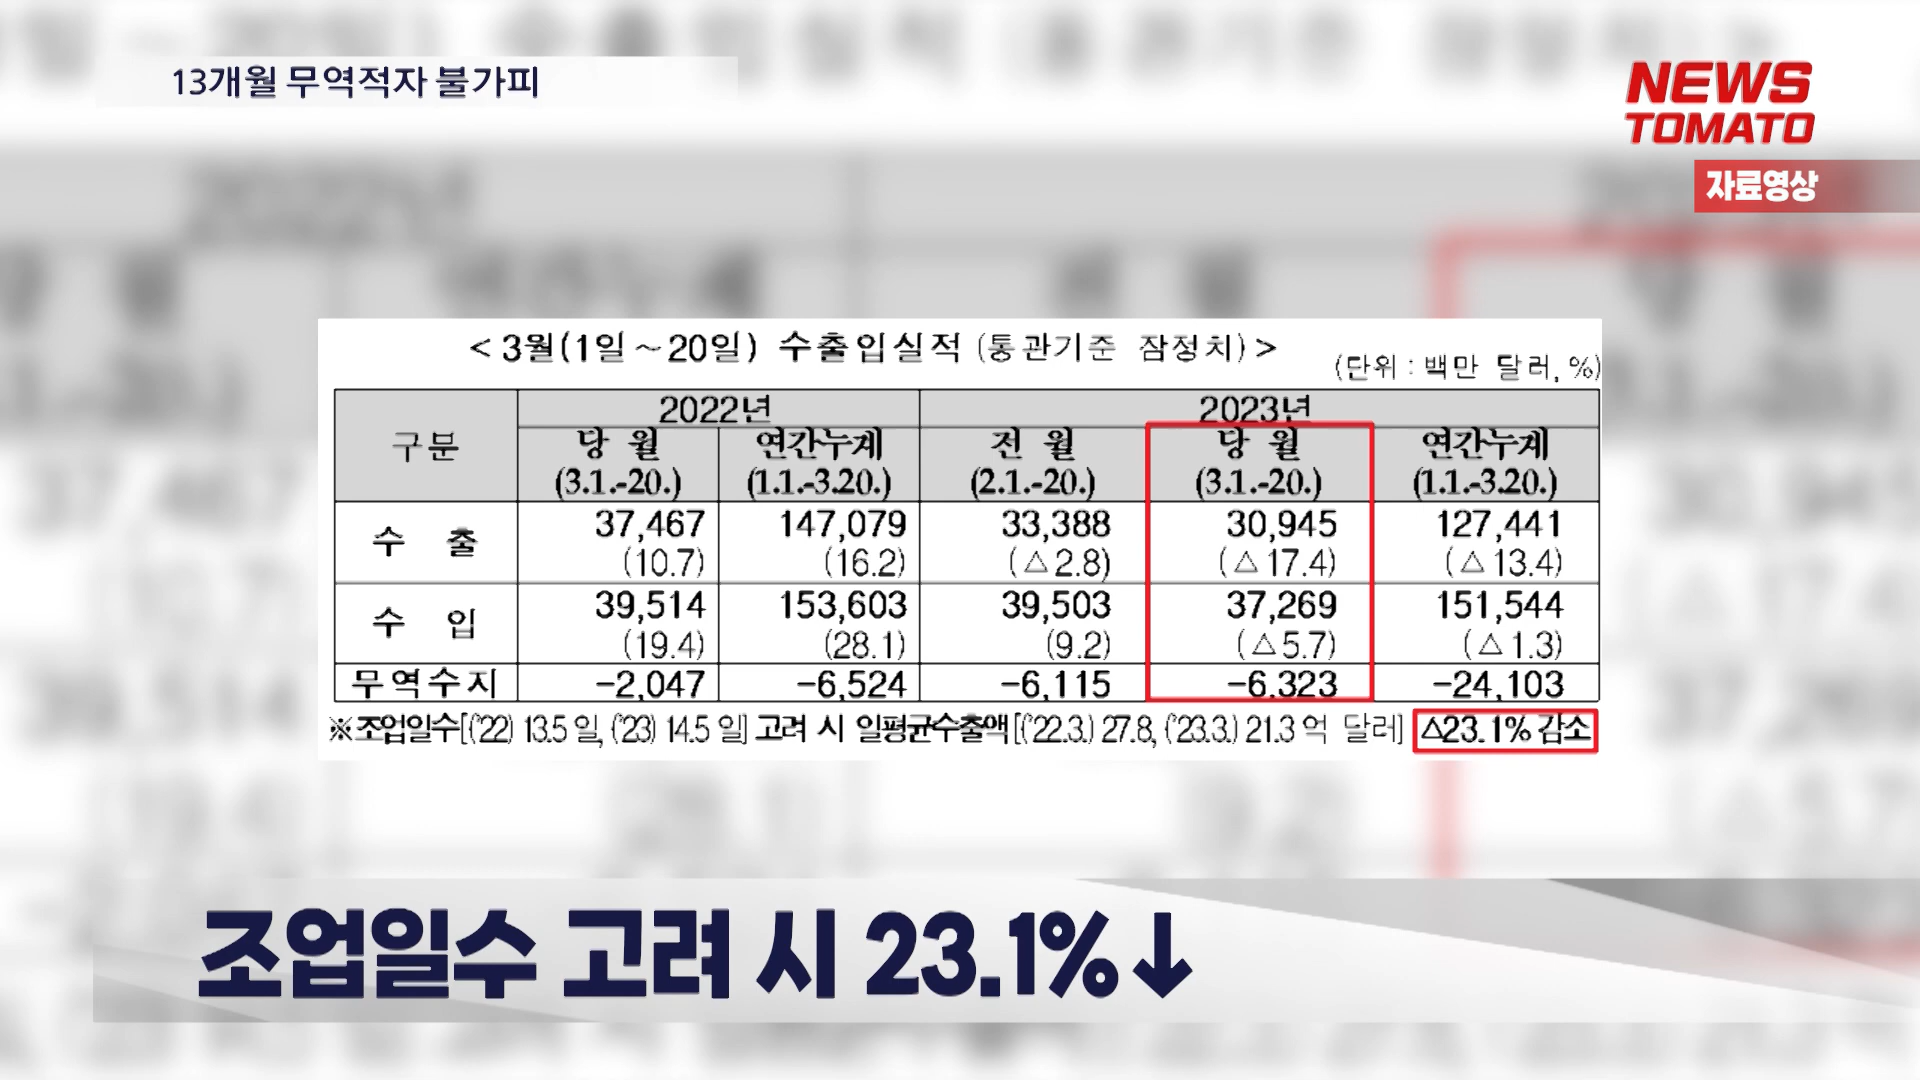 13개월 무역적자 불가피
NEWS
TOMATO
자료영상
< 3월(1일~20일) 수출입실적 (통관기준 잠정치) >
(단위 : 백만 달러, %)
구분 2022년 2023년
당 월 연간누계 전 월 당 월 연간누계
(3.1.-20.) (1.1.-3.20.) (2.1.-20.) (3.1.-20.) (1.1.-3.20.)
수 출 37,467 147,079 33,388 30,945 127,441
(10.7) (16.2) (△2.8) (△17.4) (△13.4)
수 입 39,514 153,603 39,503 37,269 151,544
(19.4) (28.1) (9.2) (△5.7) (△1.3)
무역수지 -2,047 -6,524 -6,115 -6,323 -24,103
※ 조업일수[('22) 13.5 일, ('23) 14.5 일] 고려 시 일평균수출액[('22.3.) 27.8, ('23.3.) 21.3 억 달러] △23.1% 감소
조업일수 고려 시 23.1%↓